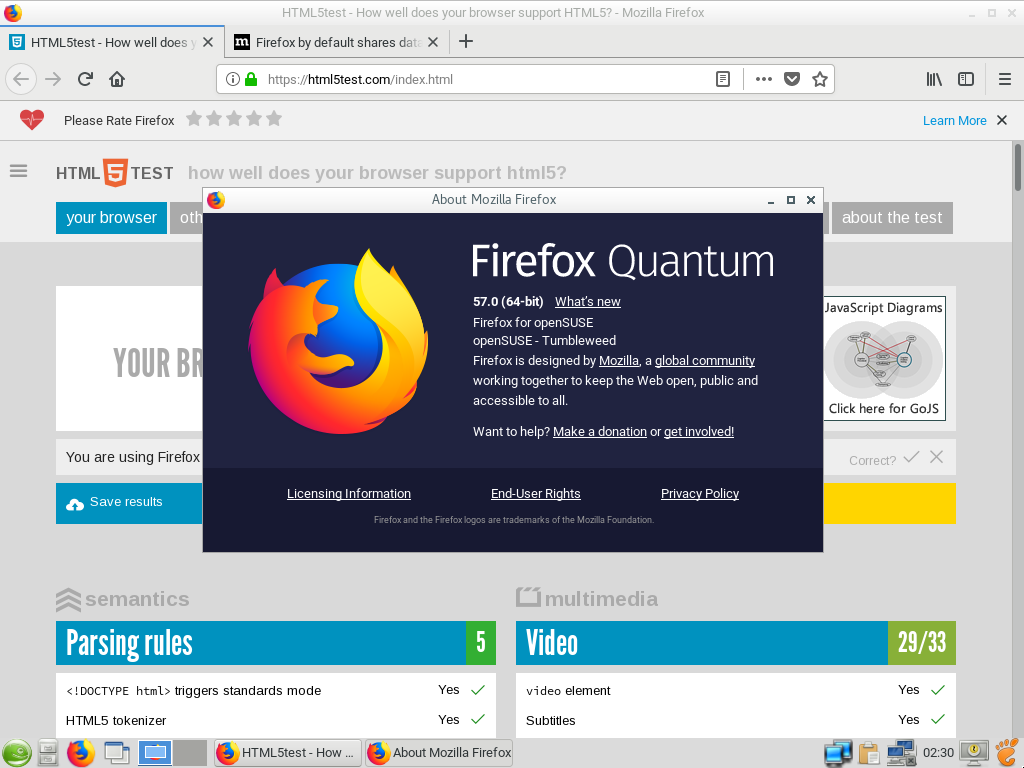 HTML5test - How well does your browser support HTML5? - Mozilla Firefox
HTML5test - How well does y
Firefox by default shares data
https://html5test.com/index.html
Please Rate Firefox
Learn More
HTML 5 TEST how well does your browser support html5?
your browser
oth
about the test
About Mozilla Firefox
Firefox Quantum
57.0 (64-bit) What's new
Firefox for openSUSE
openSUSE - Tumbleweed
Firefox is designed by Mozilla, a global community
working together to keep the Web open, public and
accessible to all.
Want to help? Make a donation or get involved!
Licensing Information
End-User Rights
Privacy Policy
Firefox and the Firefox logos are trademarks of the Mozilla Foundation.
YOUR BR
JavaScript Diagrams
Click here for GoJS
You are using Firefox
Correct?
Save results
semantics
Parsing rules 5
<!DOCTYPE html> triggers standards mode Yes
HTML5 tokenizer Yes
multimedia
Video 29/33
video element Yes
Subtitles Yes
HTML5test - How ...
About Mozilla Firefox
02:30